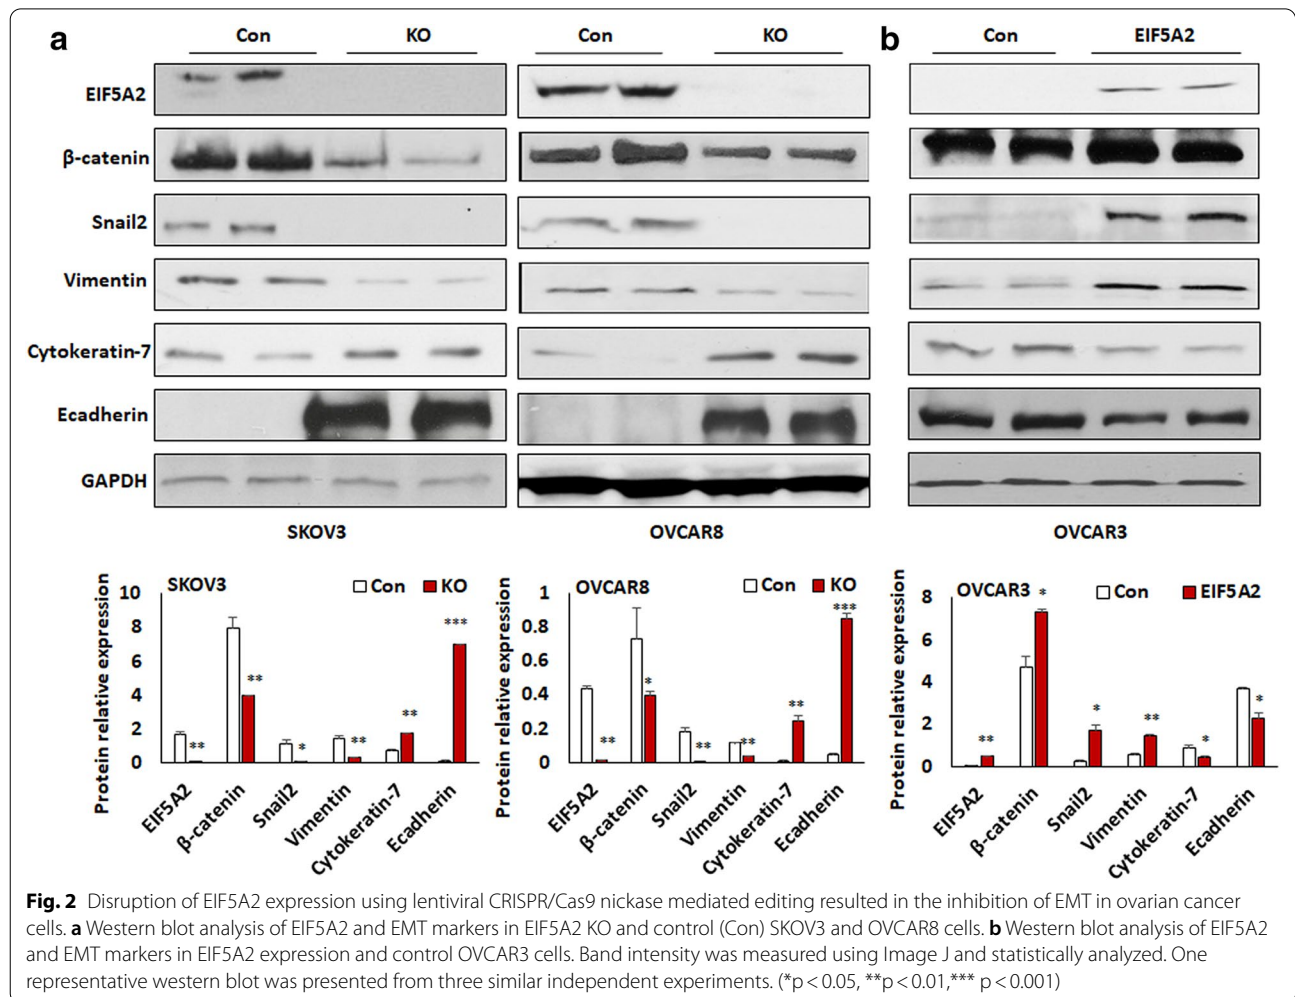 a
Con KO Con KO
b
Con EIF5A2
EIF5A2
β-catenin
Snail2
Vimentin
Cytokeratin-7
Ecadherin
GAPDH
SKOV3 OVCAR8 OVCAR3
Protein relative expression
10
8
6
4
2
0
SKOV3
Con KO
** ** * ** ** ***
EIF5A2
β-catenin
Snail2
Vimentin
Cytokeratin-7
Ecadherin
Protein relative expression
1
0.8
0.6
0.4
0.2
0
OVCAR8
Con KO
** * ** ** ** ***
EIF5A2
β-catenin
Snail2
Vimentin
Cytokeratin-7
Ecadherin
Protein relative expression
8
6
4
2
0
OVCAR3
Con EIF5A2
** * * ** * *
EIF5A2
β-catenin
Snail2
Vimentin
Cytokeratin-7
Ecadherin
Fig. 2 Disruption of EIF5A2 expression using lentiviral CRISPR/Cas9 nickase mediated editing resulted in the inhibition of EMT in ovarian cancer
cells. a Western blot analysis of EIF5A2 and EMT markers in EIF5A2 KO and control (Con) SKOV3 and OVCAR8 cells. b Western blot analysis of EIF5A2
and EMT markers in EIF5A2 expression and control OVCAR3 cells. Band intensity was measured using Image J and statistically analyzed. One
representative western blot was presented from three similar independent experiments. (*p < 0.05, **p < 0.01,*** p < 0.001)